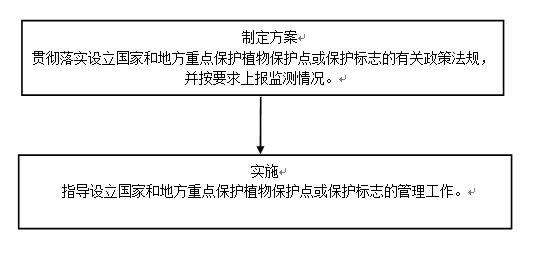 制定方案
贯彻落实设立国家和地方重点保护植物保护点或保护标志的有关政策法规，
并按要求上报监测情况。
实施
指导设立国家和地方重点保护植物保护点或保护标志的管理工作。